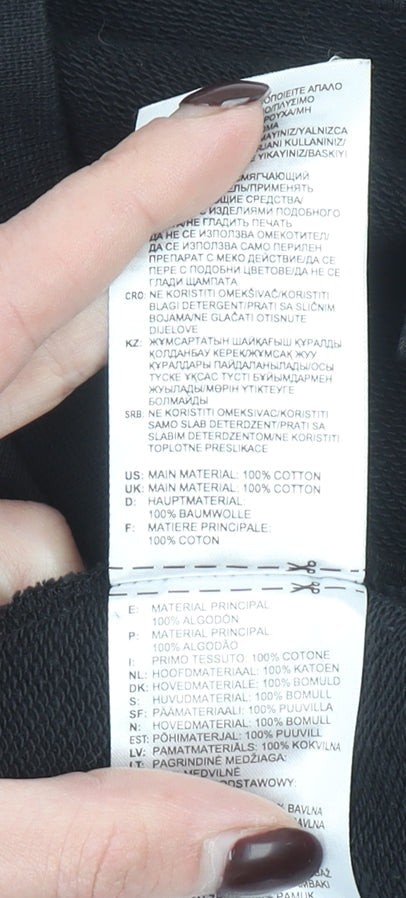 ΑΠΑΛΟ
YALNIZCA
KULLANINIZ/
YIKAYINIZ/BASKIYI
ПРИМЕНЯТЬ
СРЕДСТВА/
С ИЗДЕЛИЯМИ ПОДОБНОГО
НЕ ГЛАДИТЬ ПЕЧАТЬ
ДА НЕ СЕ ИЗПОЛЗВА ОМЕКОТИТЕЛ/
ДА СЕ ИЗПОЛЗВА САМО ПЕРИЛЕН
ПРЕПАРАТ С МЕКО ДЕЙСТВИЕ/ДА СЕ
ПЕРЕ С ПОДОБНИ ЦВЕТОВЕ/ДА НЕ СЕ
ГЛАДИ ЩАМПАТА
CRO: NE KORISTITI OMEKŠIVAČ/KORISTITI
BLAGI DETERGENT/PRATI SA SLIČNIM
BOJAMA/NE GLAČATI OTISNUTE
DIJELOVE
KZ: ЖҰМСАРТАТЫН ШАЙҚАҒЫШ ҚҰРАЛДЫ
ҚОЛДАНБАУ КЕРЕК/ЖҰМСАҚ ЖУУ
ҚҰРАЛДАРЫ ПАЙДАЛАНЫЛАДЫ/ОСЫ
ТҮСКЕ ҰҚСАС ТҮСТІ БҰЙЫМДАРМЕН
ЖУЫЛАДЫ/МӨРІН ҮТІКТЕУГЕ
БОЛМАЙДЫ
SRB: NE KORISTITI OMEKSIVAC/KORISTITI
SAMO SLAB DETERDZENT/PRATI SA
SLABIM DETERDZENTOM/NE KORISTITI
TOPLOTNE PRESLIKACE
US: MAIN MATERIAL: 100% COTTON
UK: MAIN MATERIAL: 100% COTTON
D: HAUPTMATERIAL:
100% BAUMWOLLE
F: MATIERE PRINCIPALE:
100% COTON
E: MATERIAL PRINCIPAL:
100% ALGODÓN
P: MATERIAL PRINCIPAL:
100% ALGODÃO
I: PRIMO TESSUTO: 100% COTONE
NL: HOOFDMATERIAAL: 100% KATOEN
DK: HOVEDMATERIALE: 100% BOMULD
S: HUVUDMATERIAL: 100% BOMULL
SF: PÄÄMATERIAALI: 100% PUUVILLA
N: HOVEDMATERIAL: 100% BOMULL
EST: PÕHIMATERJAL: 100% PUUVILL
LV: PAMATMATERIĀLS: 100% KOKVILNA
LT: PAGRINDINĖ MEDŽIAGA:
MEDVILNĖ
BAVLNA
PAMUK